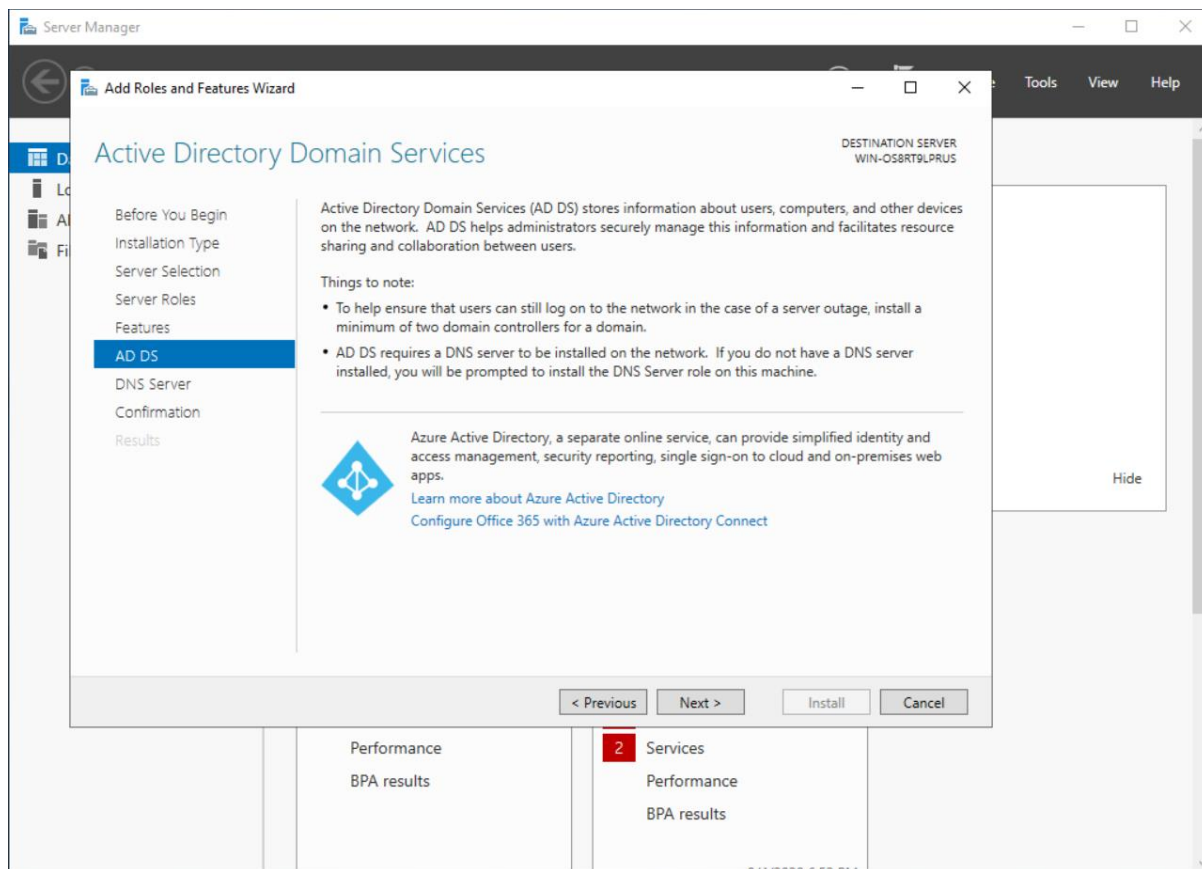 Server Manager
Add Roles and Features Wizard
Tools
View
Help
Active Directory Domain Services
DESTINATION SERVER
WIN-OS8RT9LPRUS
Before You Begin
Installation Type
Server Selection
Server Roles
Features
AD DS
DNS Server
Confirmation
Results
Active Directory Domain Services (AD DS) stores information about users, computers, and other devices
on the network. AD DS helps administrators securely manage this information and facilitates resource
sharing and collaboration between users.
Things to note:
• To help ensure that users can still log on to the network in the case of a server outage, install a
minimum of two domain controllers for a domain.
• AD DS requires a DNS server to be installed on the network. If you do not have a DNS server
installed, you will be prompted to install the DNS Server role on this machine.
Azure Active Directory, a separate online service, can provide simplified identity and
access management, security reporting, single sign-on to cloud and on-premises web
apps.
Learn more about Azure Active Directory
Configure Office 365 with Azure Active Directory Connect
Hide
< Previous
Next >
Install
Cancel
Performance
BPA results
2 Services
Performance
BPA results